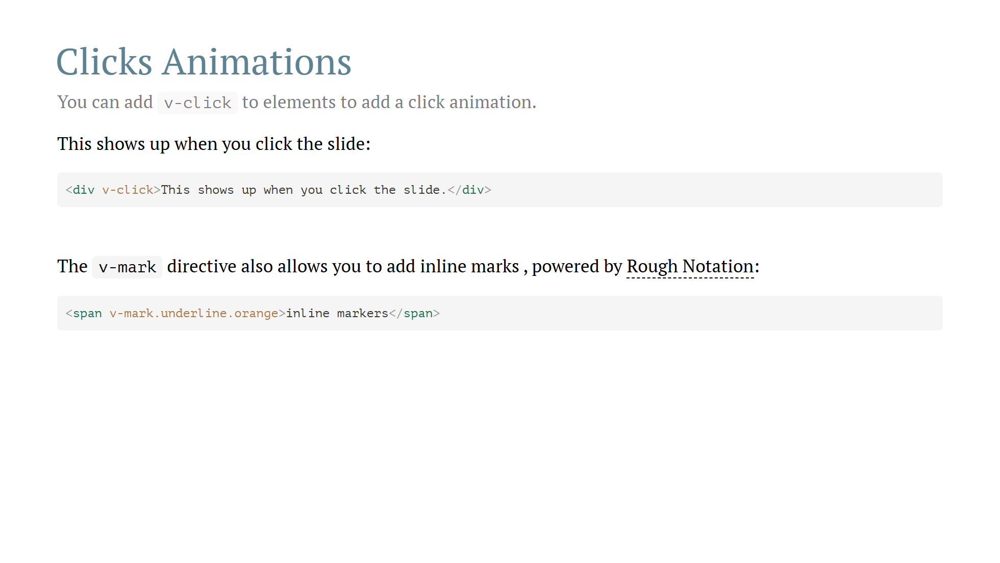 Clicks Animations
You can add v-click to elements to add a click animation.
This shows up when you click the slide:
<div v-click>This shows up when you click the slide.</div>
The v-mark directive also allows you to add inline marks , powered by Rough Notation:
<span v-mark.underline.orange>inline markers</span>